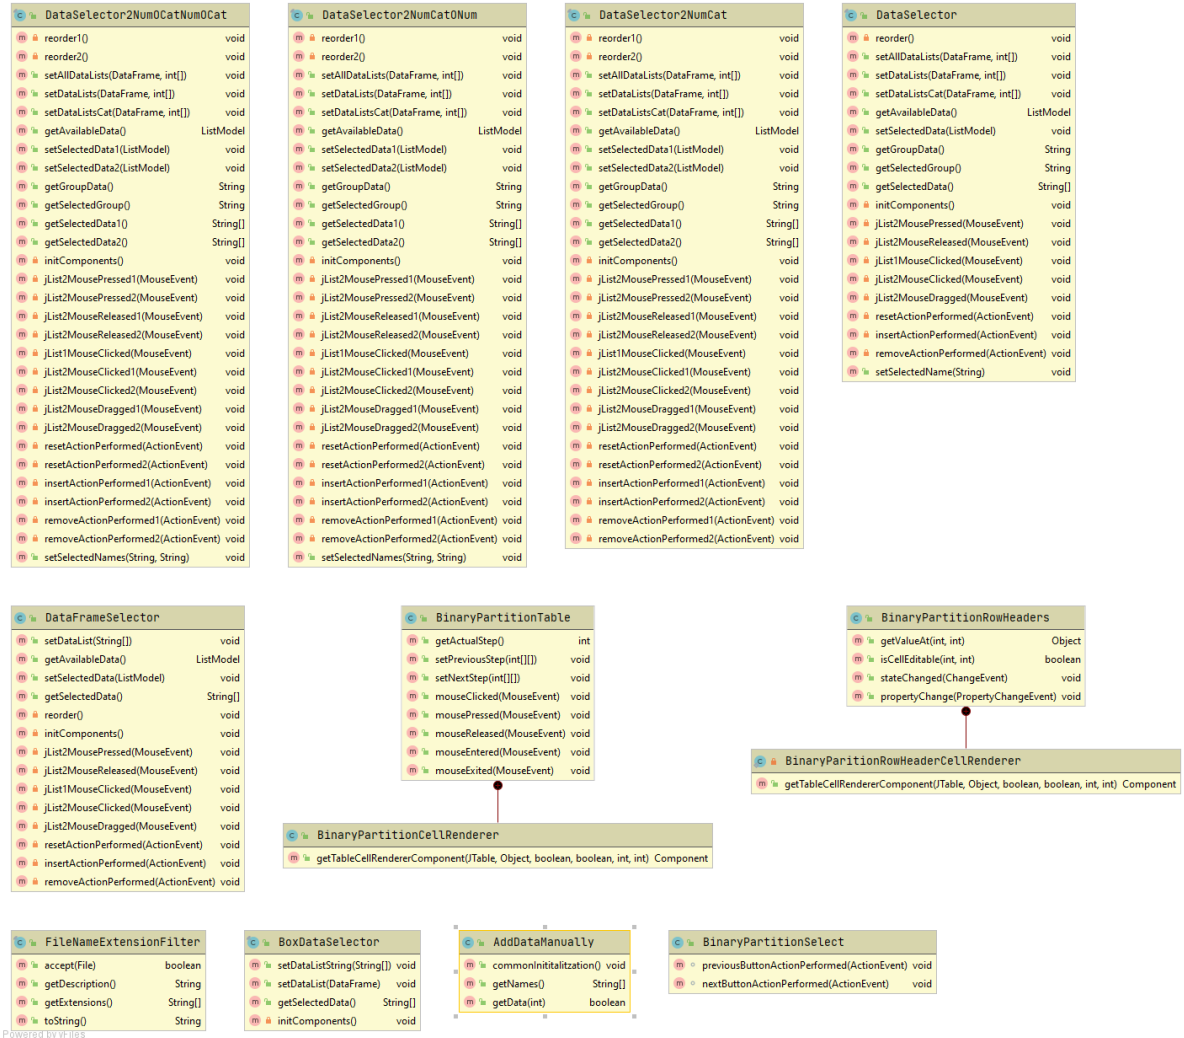 DataSelector2NumOCatNumOCat
reorder1() void
reorder2() void
setAllDataLists(DataFrame, int[]) void
setDataLists(DataFrame, int[]) void
setDataListsCat(DataFrame, int[]) void
getAvailableData() ListModel
setSelectedData1(ListModel) void
setSelectedData2(ListModel) void
getGroupData() String
getSelectedGroup() String
getSelectedData1() String[]
getSelectedData2() String[]
initComponents() void
jList2MousePressed1(MouseEvent) void
jList2MousePressed2(MouseEvent) void
jList2MouseReleased1(MouseEvent) void
jList2MouseReleased2(MouseEvent) void
jList1MouseClicked(MouseEvent) void
jList2MouseClicked1(MouseEvent) void
jList2MouseClicked2(MouseEvent) void
jList2MouseDragged1(MouseEvent) void
jList2MouseDragged2(MouseEvent) void
resetActionPerformed(ActionEvent) void
resetActionPerformed2(ActionEvent) void
insertActionPerformed1(ActionEvent) void
insertActionPerformed2(ActionEvent) void
removeActionPerformed1(ActionEvent) void
removeActionPerformed2(ActionEvent) void
setSelectedNames(String, String) void
DataSelector2NumCatONum
reorder1() void
reorder2() void
setAllDataLists(DataFrame, int[]) void
setDataLists(DataFrame, int[]) void
setDataListsCat(DataFrame, int[]) void
getAvailableData() ListModel
setSelectedData1(ListModel) void
setSelectedData2(ListModel) void
getGroupData() String
getSelectedGroup() String
getSelectedData1() String[]
getSelectedData2() String[]
initComponents() void
jList2MousePressed1(MouseEvent) void
jList2MousePressed2(MouseEvent) void
jList2MouseReleased1(MouseEvent) void
jList2MouseReleased2(MouseEvent) void
jList1MouseClicked(MouseEvent) void
jList2MouseClicked1(MouseEvent) void
jList2MouseClicked2(MouseEvent) void
jList2MouseDragged1(MouseEvent) void
jList2MouseDragged2(MouseEvent) void
resetActionPerformed(ActionEvent) void
resetActionPerformed2(ActionEvent) void
insertActionPerformed1(ActionEvent) void
insertActionPerformed2(ActionEvent) void
removeActionPerformed1(ActionEvent) void
removeActionPerformed2(ActionEvent) void
setSelectedNames(String, String) void
DataSelector2NumCat
reorder1() void
reorder2() void
setAllDataLists(DataFrame, int[]) void
setDataLists(DataFrame, int[]) void
setDataListsCat(DataFrame, int[]) void
getAvailableData() ListModel
setSelectedData1(ListModel) void
setSelectedData2(ListModel) void
getGroupData() String
getSelectedGroup() String
getSelectedData1() String[]
getSelectedData2() String[]
initComponents() void
jList2MousePressed1(MouseEvent) void
jList2MousePressed2(MouseEvent) void
jList2MouseReleased1(MouseEvent) void
jList2MouseReleased2(MouseEvent) void
jList1MouseClicked(MouseEvent) void
jList2MouseClicked1(MouseEvent) void
jList2MouseClicked2(MouseEvent) void
jList2MouseDragged1(MouseEvent) void
jList2MouseDragged2(MouseEvent) void
resetActionPerformed(ActionEvent) void
resetActionPerformed2(ActionEvent) void
insertActionPerformed1(ActionEvent) void
insertActionPerformed2(ActionEvent) void
removeActionPerformed1(ActionEvent) void
removeActionPerformed2(ActionEvent) void
DataSelector
reorder() void
setAllDataLists(DataFrame, int[]) void
setDataLists(DataFrame, int[]) void
setDataListsCat(DataFrame, int[]) void
getAvailableData() ListModel
setSelectedData(ListModel) void
getGroupData() String
getSelectedGroup() String
getSelectedData() String[]
initComponents() void
jList2MousePressed(MouseEvent) void
jList2MouseReleased(MouseEvent) void
jList1MouseClicked(MouseEvent) void
jList2MouseClicked(MouseEvent) void
jList2MouseDragged(MouseEvent) void
resetActionPerformed(ActionEvent) void
insertActionPerformed(ActionEvent) void
removeActionPerformed(ActionEvent) void
setSelectedName(String) void
DataFrameSelector
setDataList(String[]) void
getAvailableData() ListModel
setSelectedData(ListModel) void
getSelectedData() String[]
reorder() void
initComponents() void
jList2MousePressed(MouseEvent) void
jList2MouseReleased(MouseEvent) void
jList1MouseClicked(MouseEvent) void
jList2MouseClicked(MouseEvent) void
jList2MouseDragged(MouseEvent) void
resetActionPerformed(ActionEvent) void
insertActionPerformed(ActionEvent) void
removeActionPerformed(ActionEvent) void
BinaryPartitionTable
getActualStep() int
setPreviousStep(int[][]) void
setNextStep(int[][]) void
mouseClicked(MouseEvent) void
mousePressed(MouseEvent) void
mouseReleased(MouseEvent) void
mouseEntered(MouseEvent) void
mouseExited(MouseEvent) void
BinaryPartitionCellRenderer
getTableCellRendererComponent(JTable, Object, boolean, boolean, int, int) Component
BinaryPartitionRowHeaders
getValueAt(int, int) Object
isCellEditable(int, int) boolean
stateChanged(ChangeEvent) void
propertyChange(PropertyChangeEvent) void
BinaryParitionRowHeaderCellRenderer
getTableCellRendererComponent(JTable, Object, boolean, boolean, int, int) Component
FileNameExtensionFilter
accept(File) boolean
getDescription() String
getExtensions() String[]
toString() String
BoxDataSelector
setDataListString(String[]) void
setDataList(DataFrame) void
getSelectedData() String[]
initComponents() void
AddDataManually
commonInititalitzation() void
getNames() String[]
getData(int) boolean
BinaryPartitionSelect
previousButtonActionPerformed(ActionEvent) void
nextButtonActionPerformed(ActionEvent) void
Powered by yFiles